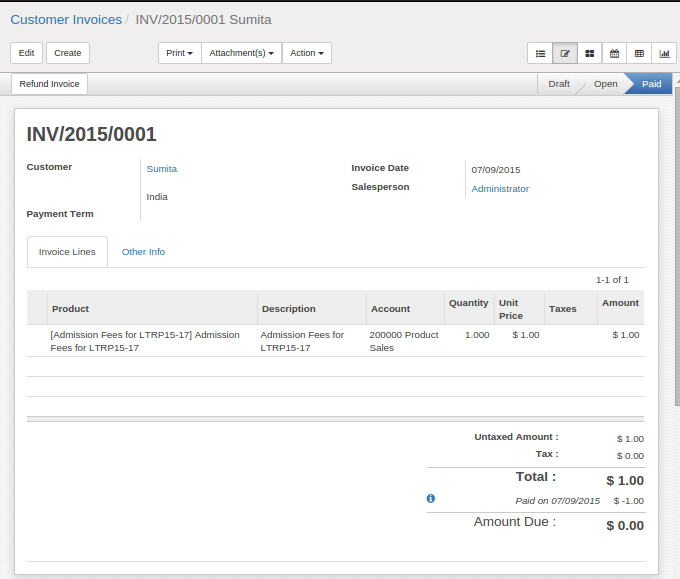 Customer Invoices / INV/2015/0001 Sumita
Edit Create Print Attachment(s) Action
Refund Invoice Draft Open Paid
INV/2015/0001
Customer Sumita Invoice Date 07/09/2015
Salesperson Administrator
India
Payment Term
Invoice Lines Other Info
1-1 of 1
Product Description Account Quantity Unit Price Taxes Amount
[Admission Fees for LTRP15-17] Admission Admission Fees for 200000 Product 1.000 $ 1.00 $ 1.00
Fees for LTRP15-17 LTRP15-17 Sales
Untaxed Amount : $ 1.00
Tax : $ 0.00
Total : $ 1.00
Paid on 07/09/2015 $ -1.00
Amount Due : $ 0.00